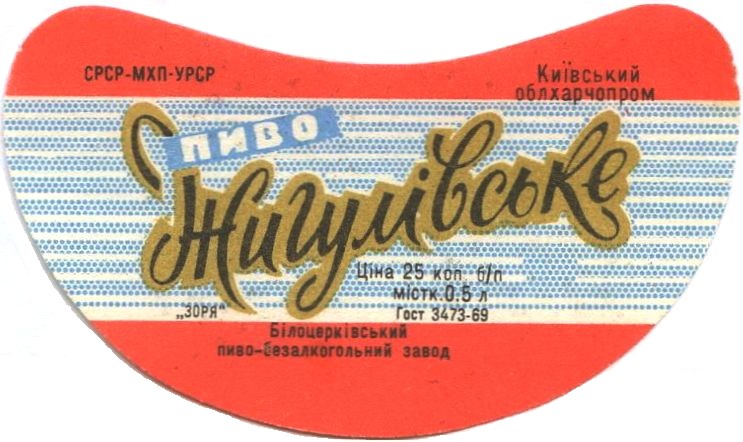 СРСР-МХП-УРСР
Київський
облхарчопром
ПИВО
Жигулівське
Ціна 25 коп. б/п
містк. 0.5 л
„ЗОРЯ”
Гост 3473-69
Білоцерківський
пиво-безалкогольний завод